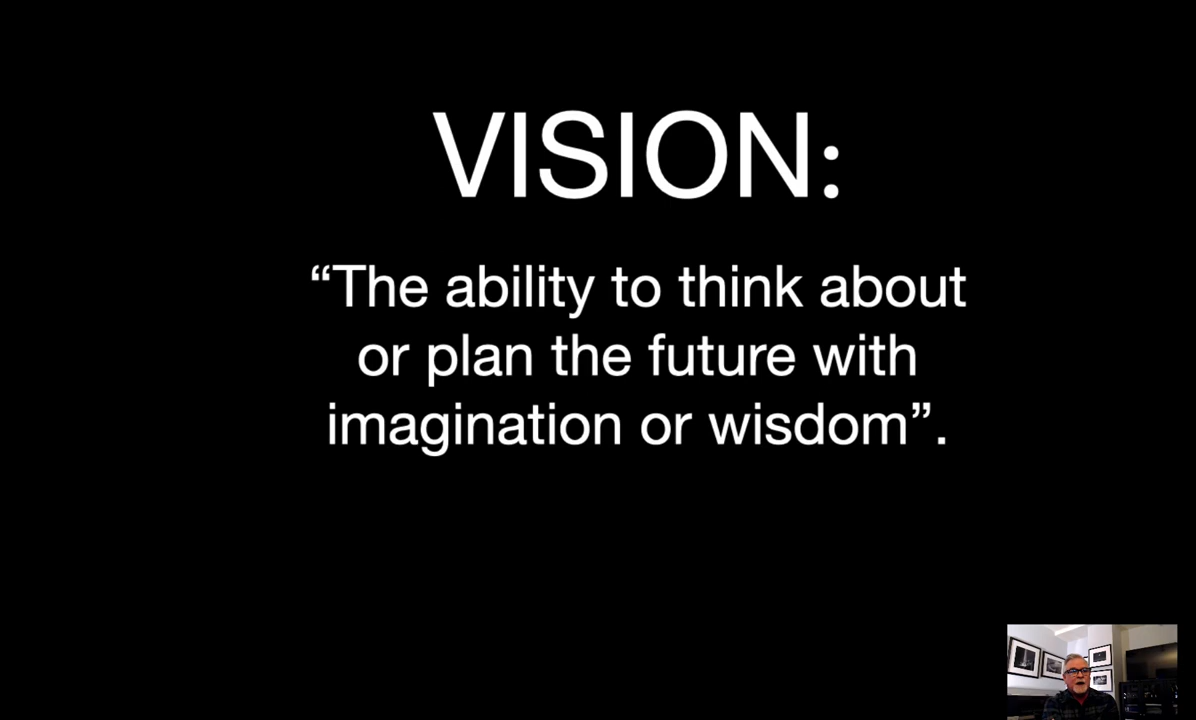 VISION:
“The ability to think about
or plan the future with
imagination or wisdom”.